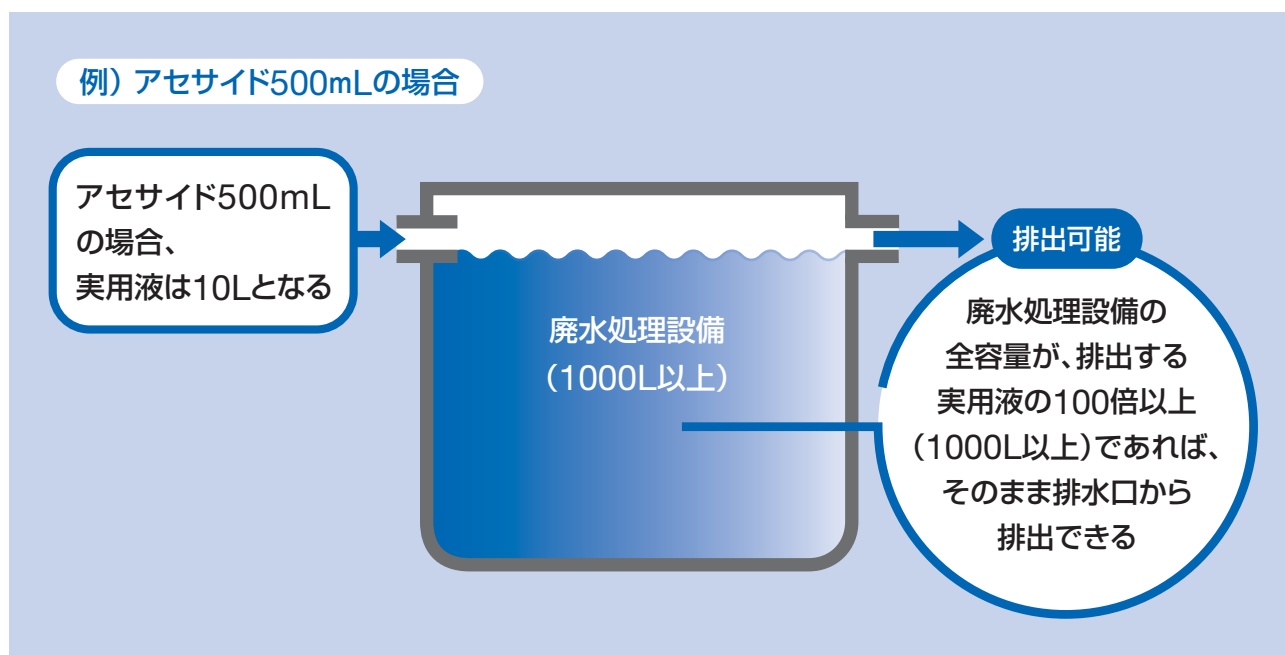 例）アセサイド500mLの場合
アセサイド500mL
の場合、
実用液は10Lとなる
廃水処理設備
（1000L以上）
排出可能
廃水処理設備の
全容量が、排出する
実用液の100倍以上
（1000L以上）であれば、
そのまま排水口から
排出できる